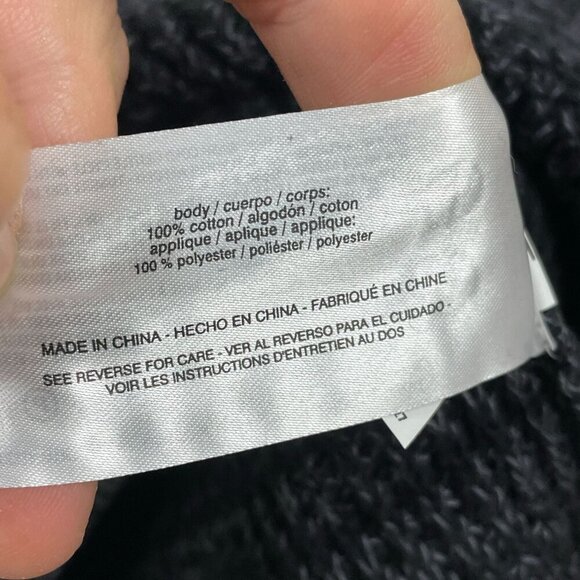 body / cuerpo / corps:
100% cotton / algodón / coton
applique / aplique / applique:
100 % polyester / poliéster / polyester
MADE IN CHINA - HECHO EN CHINA - FABRIQUÉ EN CHINE
SEE REVERSE FOR CARE - VER AL REVERSO PARA EL CUIDADO -
VOIR LES INSTRUCTIONS D'ENTRETIEN AU DOS